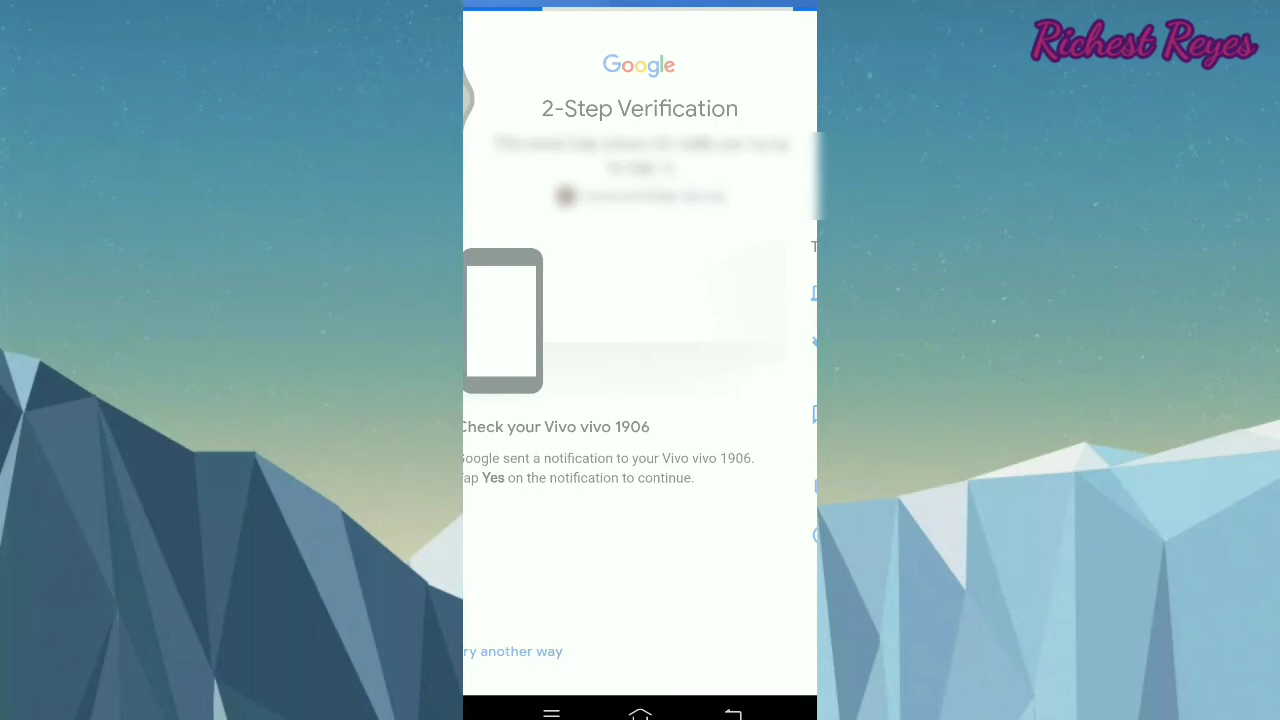 Richest Reyes
Google
2-Step Verification
T
Check your Vivo vivo 1906
Google sent a notification to your Vivo vivo 1906.
Tap Yes on the notification to continue.
ry another way